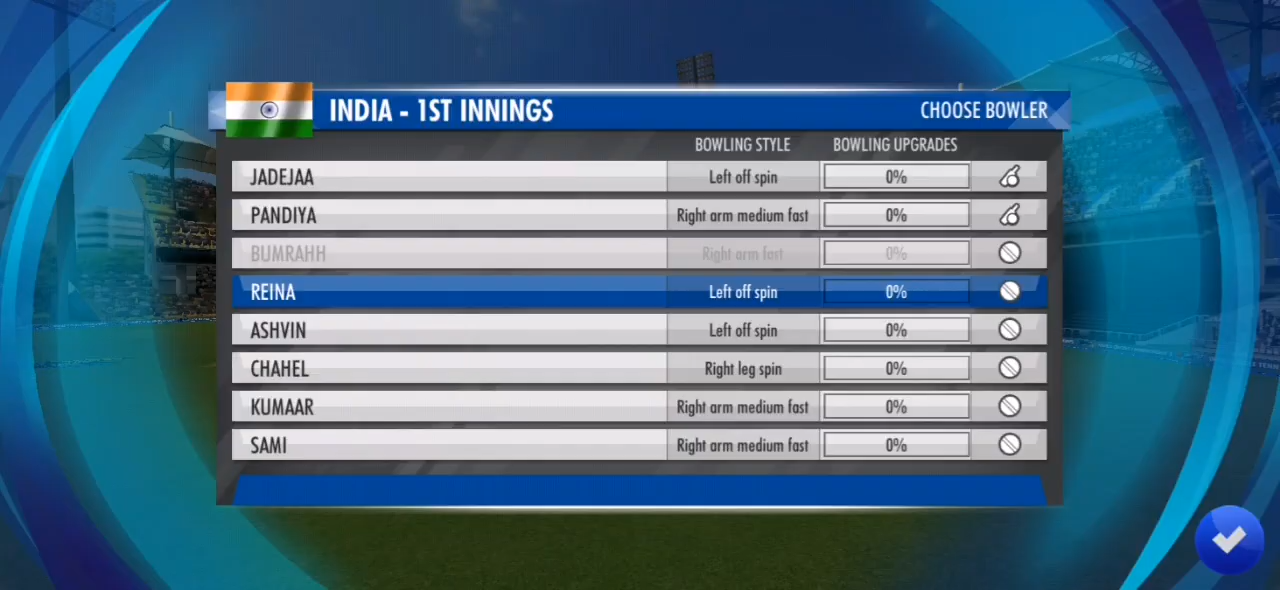 INDIA - 1ST INNINGS CHOOSE BOWLER
BOWLING STYLE BOWLING UPGRADES
JADEJAA Left off spin 0%
PANDIYA Right arm medium fast 0%
BUMRAHH Right arm fast 0%
REINA Left off spin 0%
ASHVIN Left off spin 0%
CHAHEL Right leg spin 0%
KUMAAR Right arm medium fast 0%
SAMI Right arm medium fast 0%